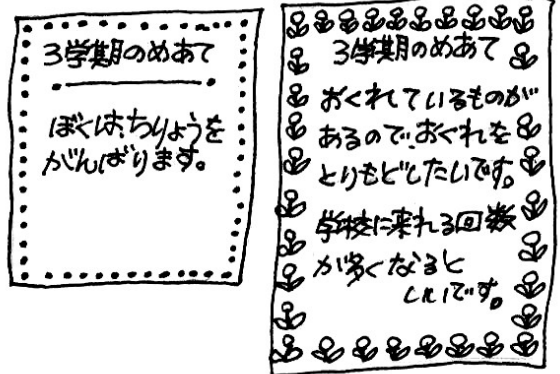 3学期のめあて
ぼくは、ちりょうを
がんばります。
3学期のめあて
おくれているものが
あるので、おくれを
とりもどしたいです。
学校に来れる回数
が多くなると
いいです。